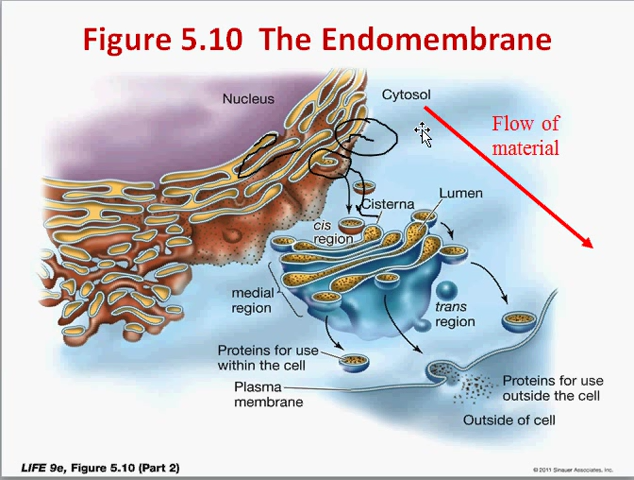 Figure 5.10 The Endomembrane
Nucleus
Cytosol
Flow of
material
Cisterna
Lumen
cis
region
medial
region
trans
region
Proteins for use
within the cell
Plasma
membrane
Proteins for use
outside the cell
Outside of cell
LIFE 9e, Figure 5.10 (Part 2)
© 2011 Sinauer Associates, Inc.